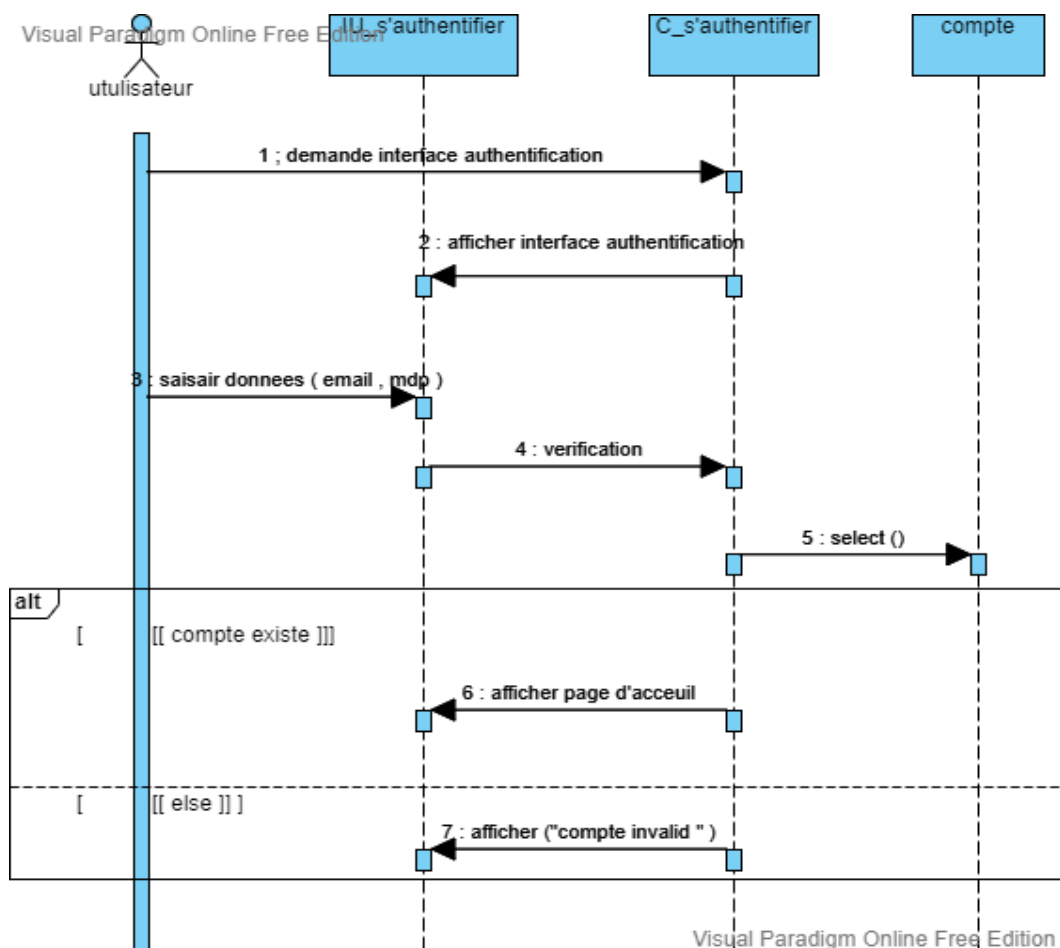 Visual Paradigm Online Free Edition
IU_s'authentifier
C_s'authentifier
compte
utulisateur
1 ; demande interface authentification
2 : afficher interface authentification
3 : saisair donnees ( email , mdp )
4 : verification
5 : select ()
alt
[ [[ compte existe ]]]
6 : afficher page d'acceuil
[ [[ else ]] ]
7 : afficher ("compte invalid " )
Visual Paradigm Online Free Edition